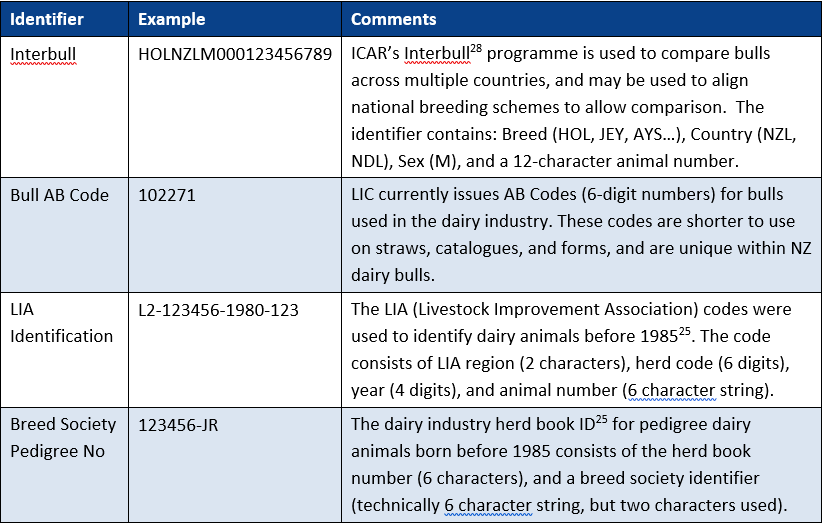 Identifier Example Comments
Interbull HOLNZLM000123456789 ICAR’s Interbull28 programme is used to compare bulls
across multiple countries, and may be used to align
national breeding schemes to allow comparison.  The
identifier contains: Breed (HOL, JEY, AYS…), Country (NZL,
NDL), Sex (M), and a 12-character animal number.
Bull AB Code 102271 LIC currently issues AB Codes (6-digit numbers) for bulls
used in the dairy industry. These codes are shorter to use
on straws, catalogues, and forms, and are unique within NZ
dairy bulls.
LIA L2-123456-1980-123 The LIA (Livestock Improvement Association) codes were
Identification used to identify dairy animals before 1985²⁵. The code
consists of LIA region (2 characters), herd code (6 digits),
year (4 digits), and animal number (6 character string).
Breed Society 123456-JR The dairy industry herd book ID²⁵ for pedigree dairy
Pedigree No animals born before 1985 consists of the herd book
number (6 characters), and a breed society identifier
(technically 6 character string, but two characters used).